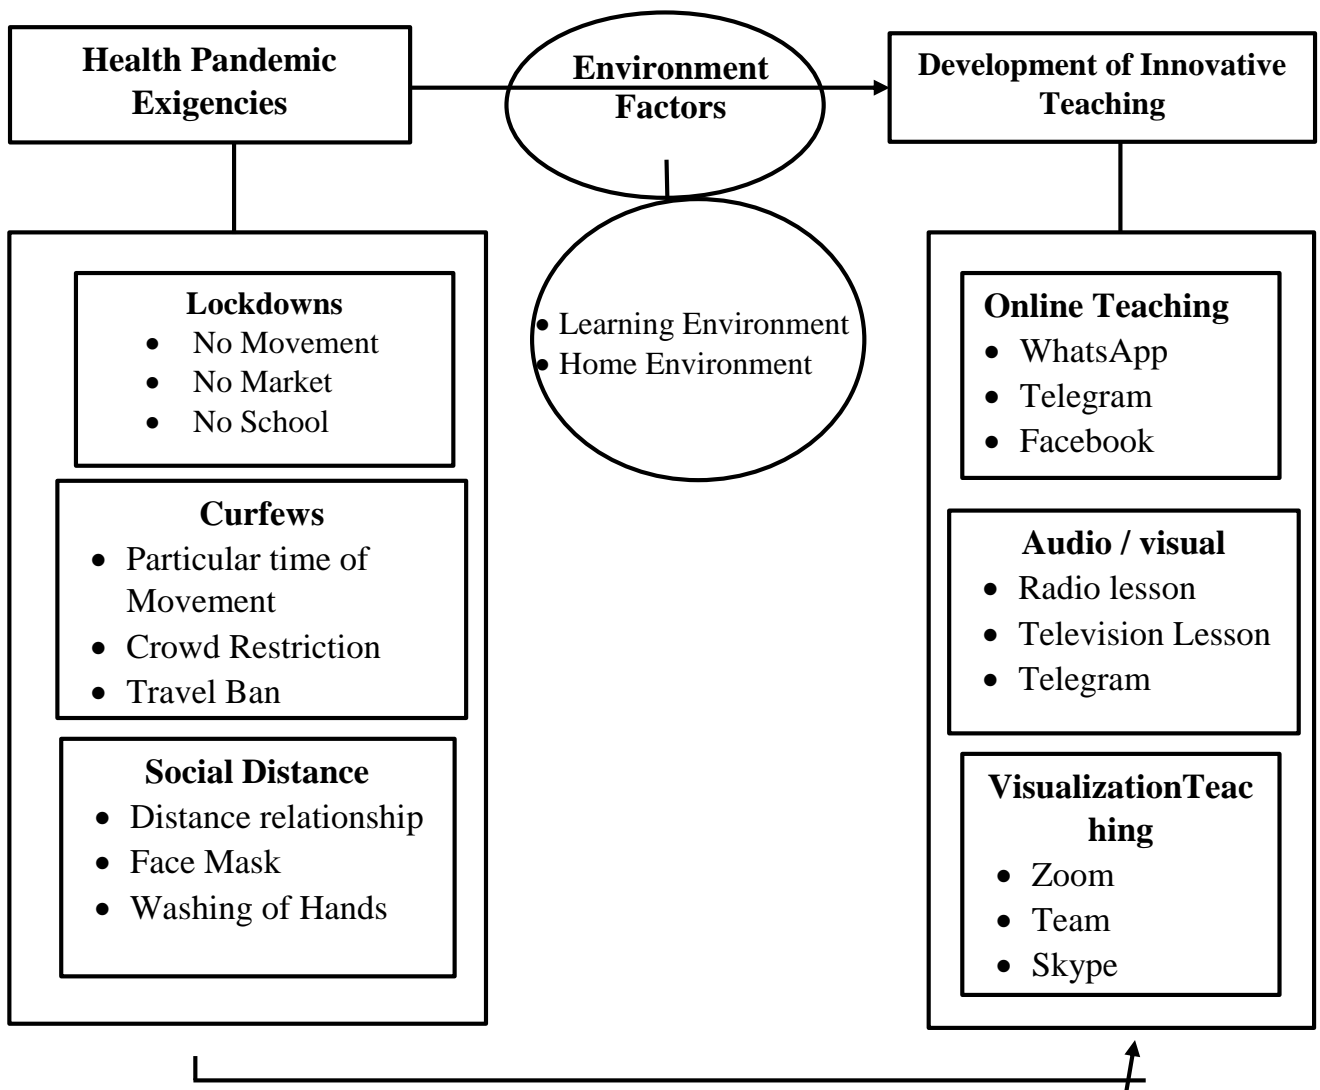 Health Pandemic
Exigencies
Environment
Factors
Development of Innovative
Teaching
Lockdowns
• No Movement
• No Market
• No School
Curfews
• Particular time of
Movement
• Crowd Restriction
• Travel Ban
Social Distance
• Distance relationship
• Face Mask
• Washing of Hands
• Learning Environment
• Home Environment
Online Teaching
• WhatsApp
• Telegram
• Facebook
Audio / visual
• Radio lesson
• Television Lesson
• Telegram
VisualizationTeac
hing
• Zoom
• Team
• Skype